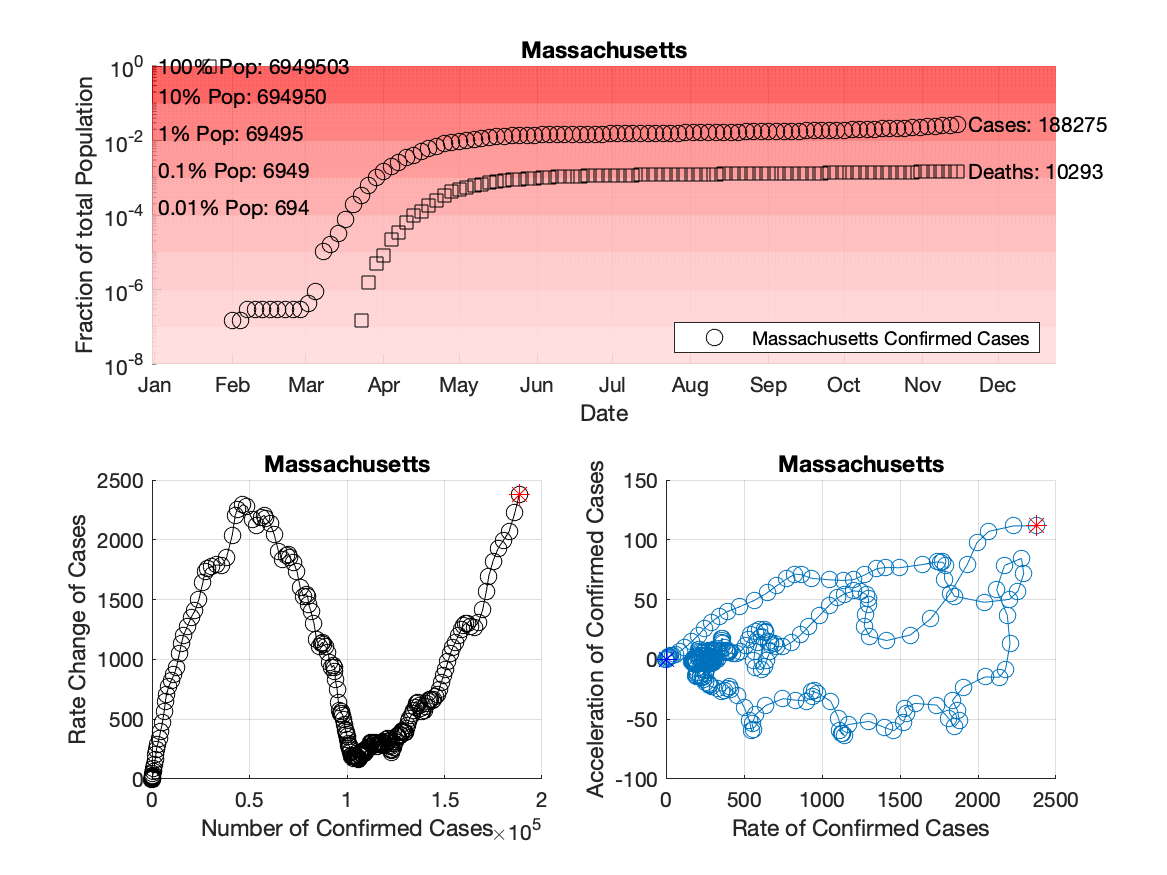 Massachusetts
Fraction of total Population
10^0
10^-2
10^-4
10^-6
10^-8
100% Pop: 6949503
10% Pop: 694950
1% Pop: 69495
0.1% Pop: 6949
0.01% Pop: 694
Cases: 188275
Deaths: 10293
Massachusetts Confirmed Cases
Jan Feb Mar Apr May Jun Jul Aug Sep Oct Nov Dec
Date
Massachusetts
Rate Change of Cases
2500
2000
1500
1000
500
0
0 0.5 1 1.5 2
Number of Confirmed Cases ×10^5
Massachusetts
Acceleration of Confirmed Cases
150
100
50
0
-50
-100
0 500 1000 1500 2000 2500
Rate of Confirmed Cases